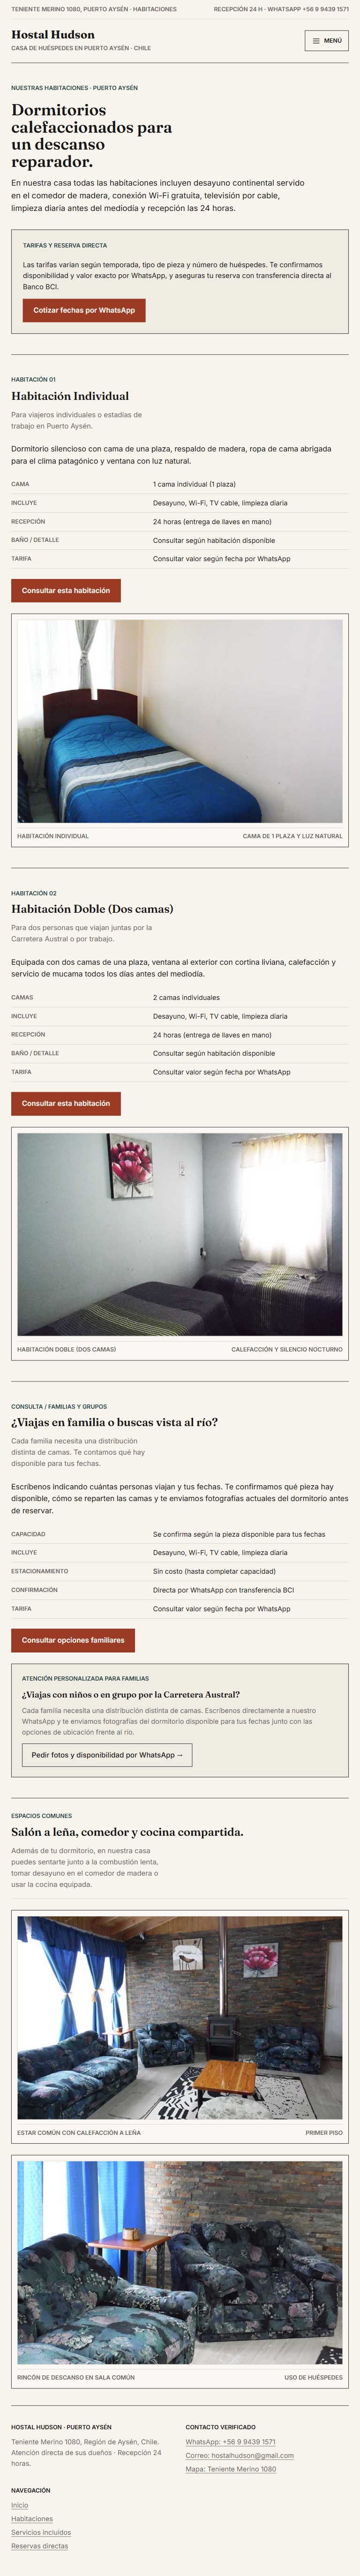 TENIENTE MERINO 1080, PUERTO AYSÉN · HABITACIONES
RECEPCIÓN 24 H · WHATSAPP +56 9 9439 1571
Hostal Hudson
CASA DE HUÉSPEDES EN PUERTO AYSÉN · CHILE
MENÚ
NUESTRAS HABITACIONES · PUERTO AYSÉN
Dormitorios
calefaccionados para
un descanso
reparador.
En nuestra casa todas las habitaciones incluyen desayuno continental servido
en el comedor de madera, conexión Wi-Fi gratuita, televisión por cable,
limpieza diaria antes del mediodía y recepción las 24 horas.
TARIFAS Y RESERVA DIRECTA
Las tarifas varían según temporada, tipo de pieza y número de huéspedes. Te confirmamos
disponibilidad y valor exacto por WhatsApp, y aseguras tu reserva con transferencia directa al
Banco BCI.
Cotizar fechas por WhatsApp
HABITACIÓN 01
Habitación Individual
Para viajeros individuales o estadías de
trabajo en Puerto Aysén.
Dormitorio silencioso con cama de una plaza, respaldo de madera, ropa de cama abrigada
para el clima patagónico y ventana con luz natural.
CAMA 1 cama individual (1 plaza)
INCLUYE Desayuno, Wi-Fi, TV cable, limpieza diaria
RECEPCIÓN 24 horas (entrega de llaves en mano)
BAÑO / DETALLE Consultar según habitación disponible
TARIFA Consultar valor según fecha por WhatsApp
Consultar esta habitación
HABITACIÓN INDIVIDUAL CAMA DE 1 PLAZA Y LUZ NATURAL
HABITACIÓN 02
Habitación Doble (Dos camas)
Para dos personas que viajan juntas por la
Carretera Austral o por trabajo.
Equipada con dos camas de una plaza, ventana al exterior con cortina liviana, calefacción y
servicio de mucama todos los días antes del mediodía.
CAMAS 2 camas individuales
INCLUYE Desayuno, Wi-Fi, TV cable, limpieza diaria
RECEPCIÓN 24 horas (entrega de llaves en mano)
BAÑO / DETALLE Consultar según habitación disponible
TARIFA Consultar valor según fecha por WhatsApp
Consultar esta habitación
HABITACIÓN DOBLE (DOS CAMAS) CALEFACCIÓN Y SILENCIO NOCTURNO
CONSULTA / FAMILIAS Y GRUPOS
¿Viajas en familia o buscas vista al río?
Cada familia necesita una distribución
distinta de camas. Te contamos qué hay
disponible para tus fechas.
Escríbenos indicando cuántas personas viajan y tus fechas. Te confirmamos qué pieza hay
disponible, cómo se reparten las camas y te enviamos fotografías actuales del dormitorio antes
de reservar.
CAPACIDAD Se confirma según la pieza disponible para tus fechas
INCLUYE Desayuno, Wi-Fi, TV cable, limpieza diaria
ESTACIONAMIENTO Sin costo (hasta completar capacidad)
CONFIRMACIÓN Directa por WhatsApp con transferencia BCI
TARIFA Consultar valor según fecha por WhatsApp
Consultar opciones familiares
ATENCIÓN PERSONALIZADA PARA FAMILIAS
¿Viajas con niños o en grupo por la Carretera Austral?
Cada familia necesita una distribución distinta de camas. Escríbenos directamente a nuestro
WhatsApp y te enviamos fotografías del dormitorio disponible para tus fechas junto con las
opciones de ubicación frente al río.
Pedir fotos y disponibilidad por WhatsApp →
ESPACIOS COMUNES
Salón a leña, comedor y cocina compartida.
Además de tu dormitorio, en nuestra casa
puedes sentarte junto a la combustión lenta,
tomar desayuno en el comedor de madera o
usar la cocina equipada.
ESTAR COMÚN CON CALEFACCIÓN A LEÑA PRIMER PISO
RINCÓN DE DESCANSO EN SALA COMÚN USO DE HUÉSPEDES
HOSTAL HUDSON · PUERTO AYSÉN
Teniente Merino 1080, Región de Aysén, Chile.
Atención directa de sus dueños · Recepción 24
horas.
CONTACTO VERIFICADO
WhatsApp: +56 9 9439 1571
Correo: hostalhudson@gmail.com
Mapa: Teniente Merino 1080
NAVEGACIÓN
Inicio
Habitaciones
Servicios incluidos
Reservas directas